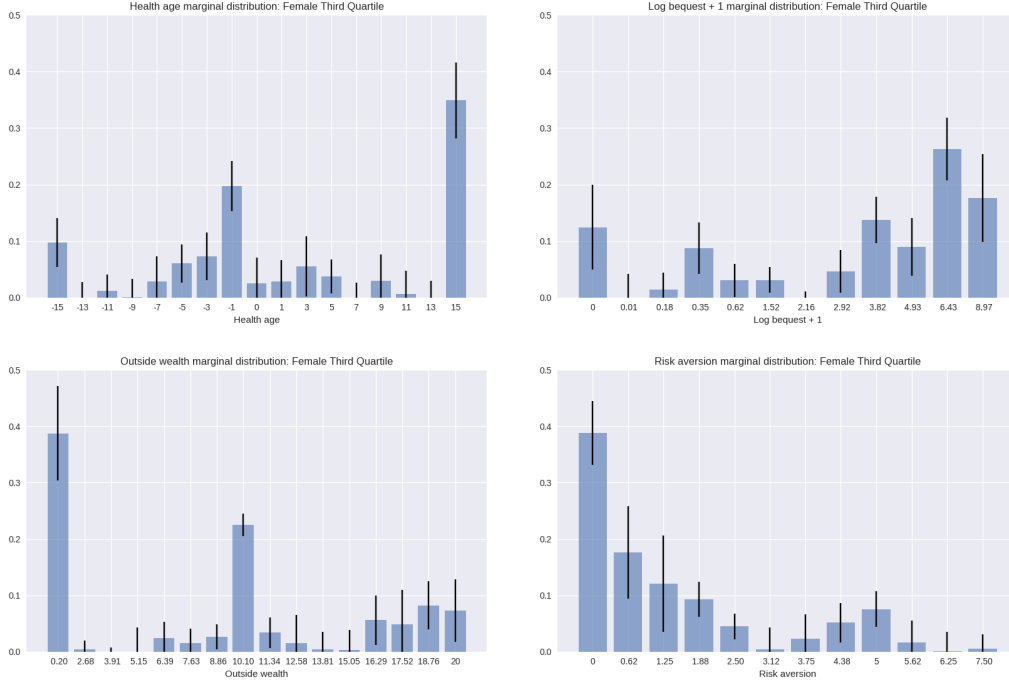 Health age marginal distribution: Female Third Quartile
0.5
0.4
0.3
0.2
0.1
0.0
-15 -13 -11 -9 -7 -5 -3 -1 0 1 3 5 7 9 11 13 15
Health age
Log bequest + 1 marginal distribution: Female Third Quartile
0.5
0.4
0.3
0.2
0.1
0.0
0 0.01 0.18 0.35 0.62 1.52 2.16 2.92 3.82 4.93 6.43 8.97
Log bequest + 1
Outside wealth marginal distribution: Female Third Quartile
0.5
0.4
0.3
0.2
0.1
0.0
0.20 2.68 3.91 5.15 6.39 7.63 8.86 10.10 11.34 12.58 13.81 15.05 16.29 17.52 18.76 20
Outside wealth
Risk aversion marginal distribution: Female Third Quartile
0.5
0.4
0.3
0.2
0.1
0.0
0 0.62 1.25 1.88 2.50 3.12 3.75 4.38 5 5.62 6.25 7.50
Risk aversion